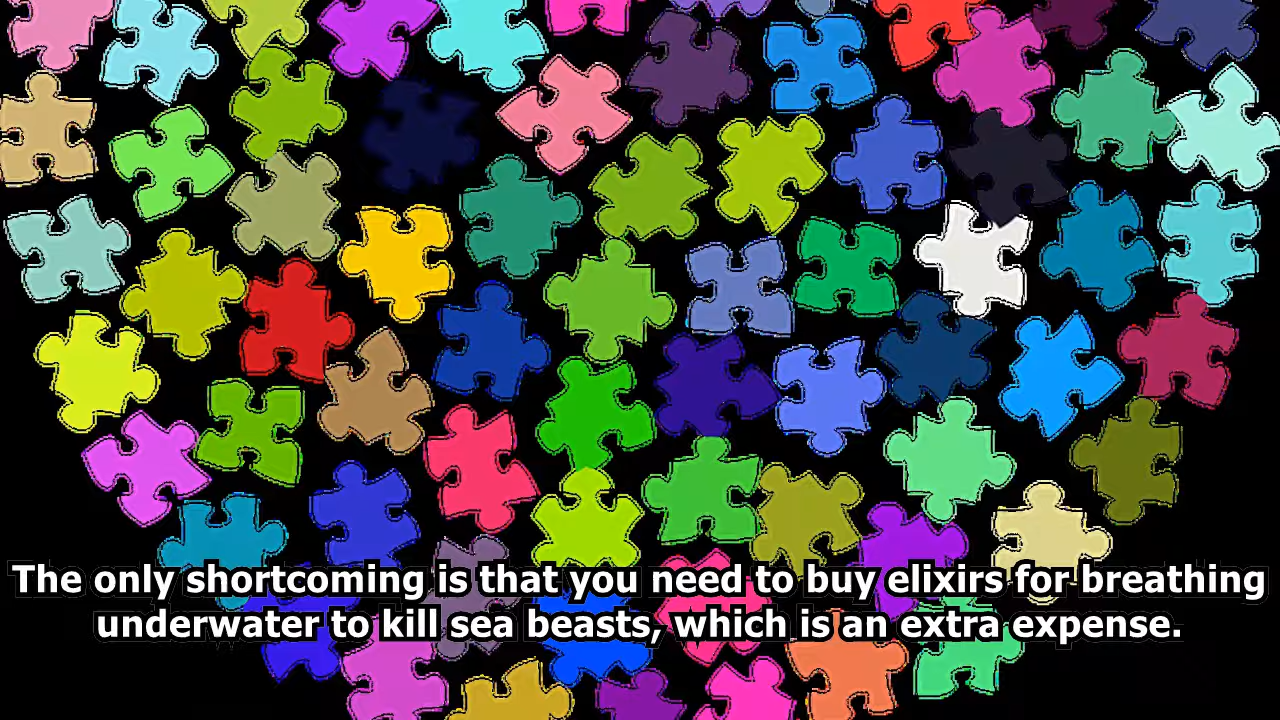 The only shortcoming is that you need to buy elixirs for breathing
underwater to kill sea beasts, which is an extra expense.